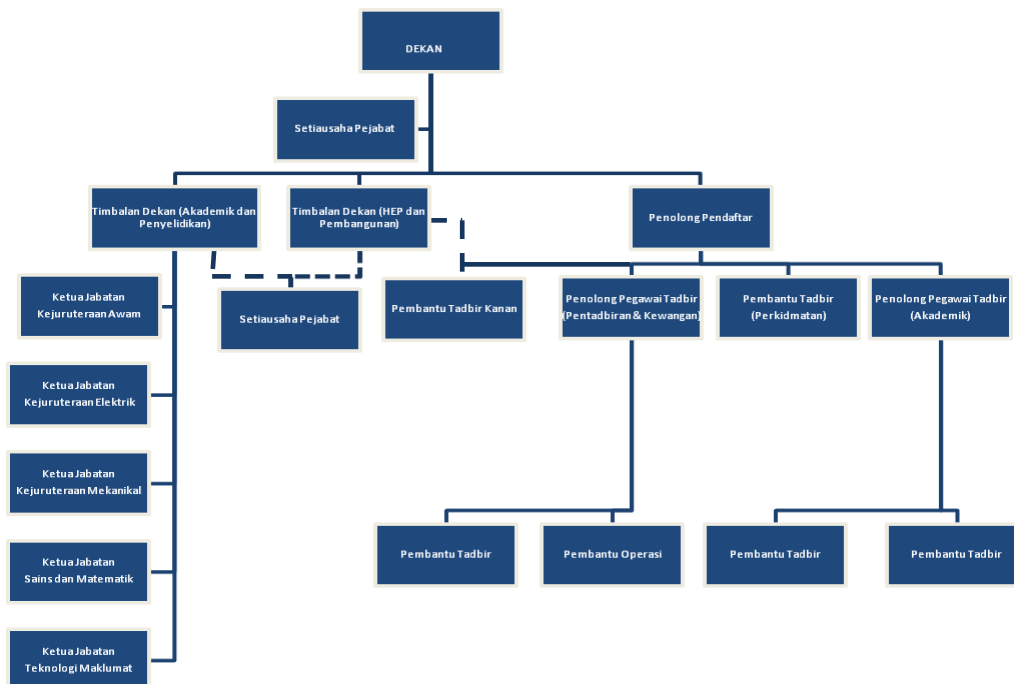 DEKAN
Setiausaha Pejabat
Timbalan Dekan (Akademik dan
Penyelidikan)
Timbalan Dekan (HEP dan
Pembangunan)
Penolong Pendaftar
Ketua Jabatan
Kejuruteraan Awam
Setiausaha Pejabat
Pembantu Tadbir Kanan
Penolong Pegawai Tadbir
(Pentadbiran & Kewangan)
Pembantu Tadbir
(Perkidmatan)
Penolong Pegawai Tadbir
(Akademik)
Ketua Jabatan
Kejuruteraan Elektrik
Ketua Jabatan
Kejuruteraan Mekanikal
Ketua Jabatan
Sains dan Matematik
Ketua Jabatan
Teknologi Maklumat
Pembantu Tadbir
Pembantu Operasi
Pembantu Tadbir
Pembantu Tadbir